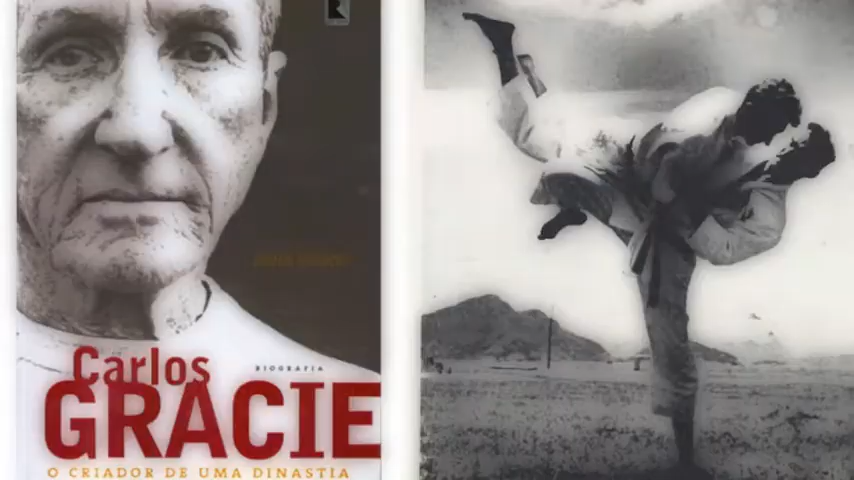 Carlos
BIOGRAFIA
GRACIE
O CRIADOR DE UMA DINASTIA